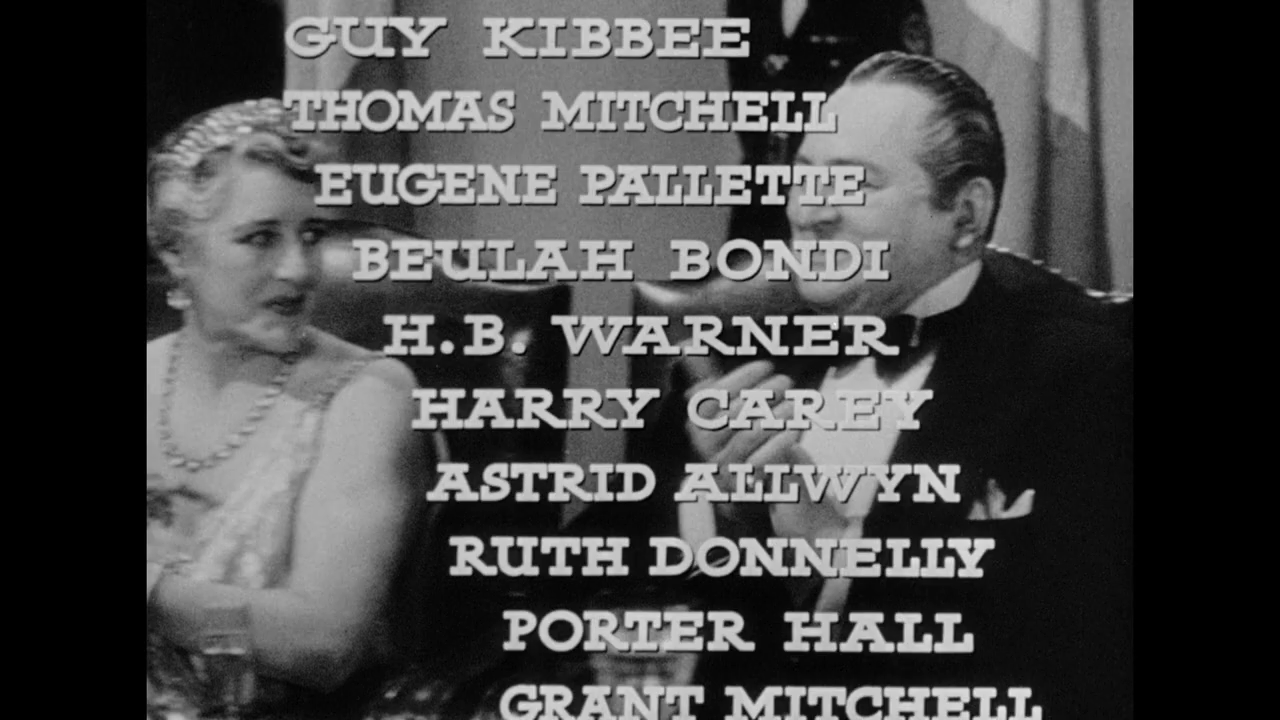 GUY KIBBEE
THOMAS MITCHELL
EUGENE PALLETTE
BEULAH BONDI
H.B. WARNER
HARRY CAREY
ASTRID ALLWYN
RUTH DONNELLY
PORTER HALL
GRANT MITCHELL